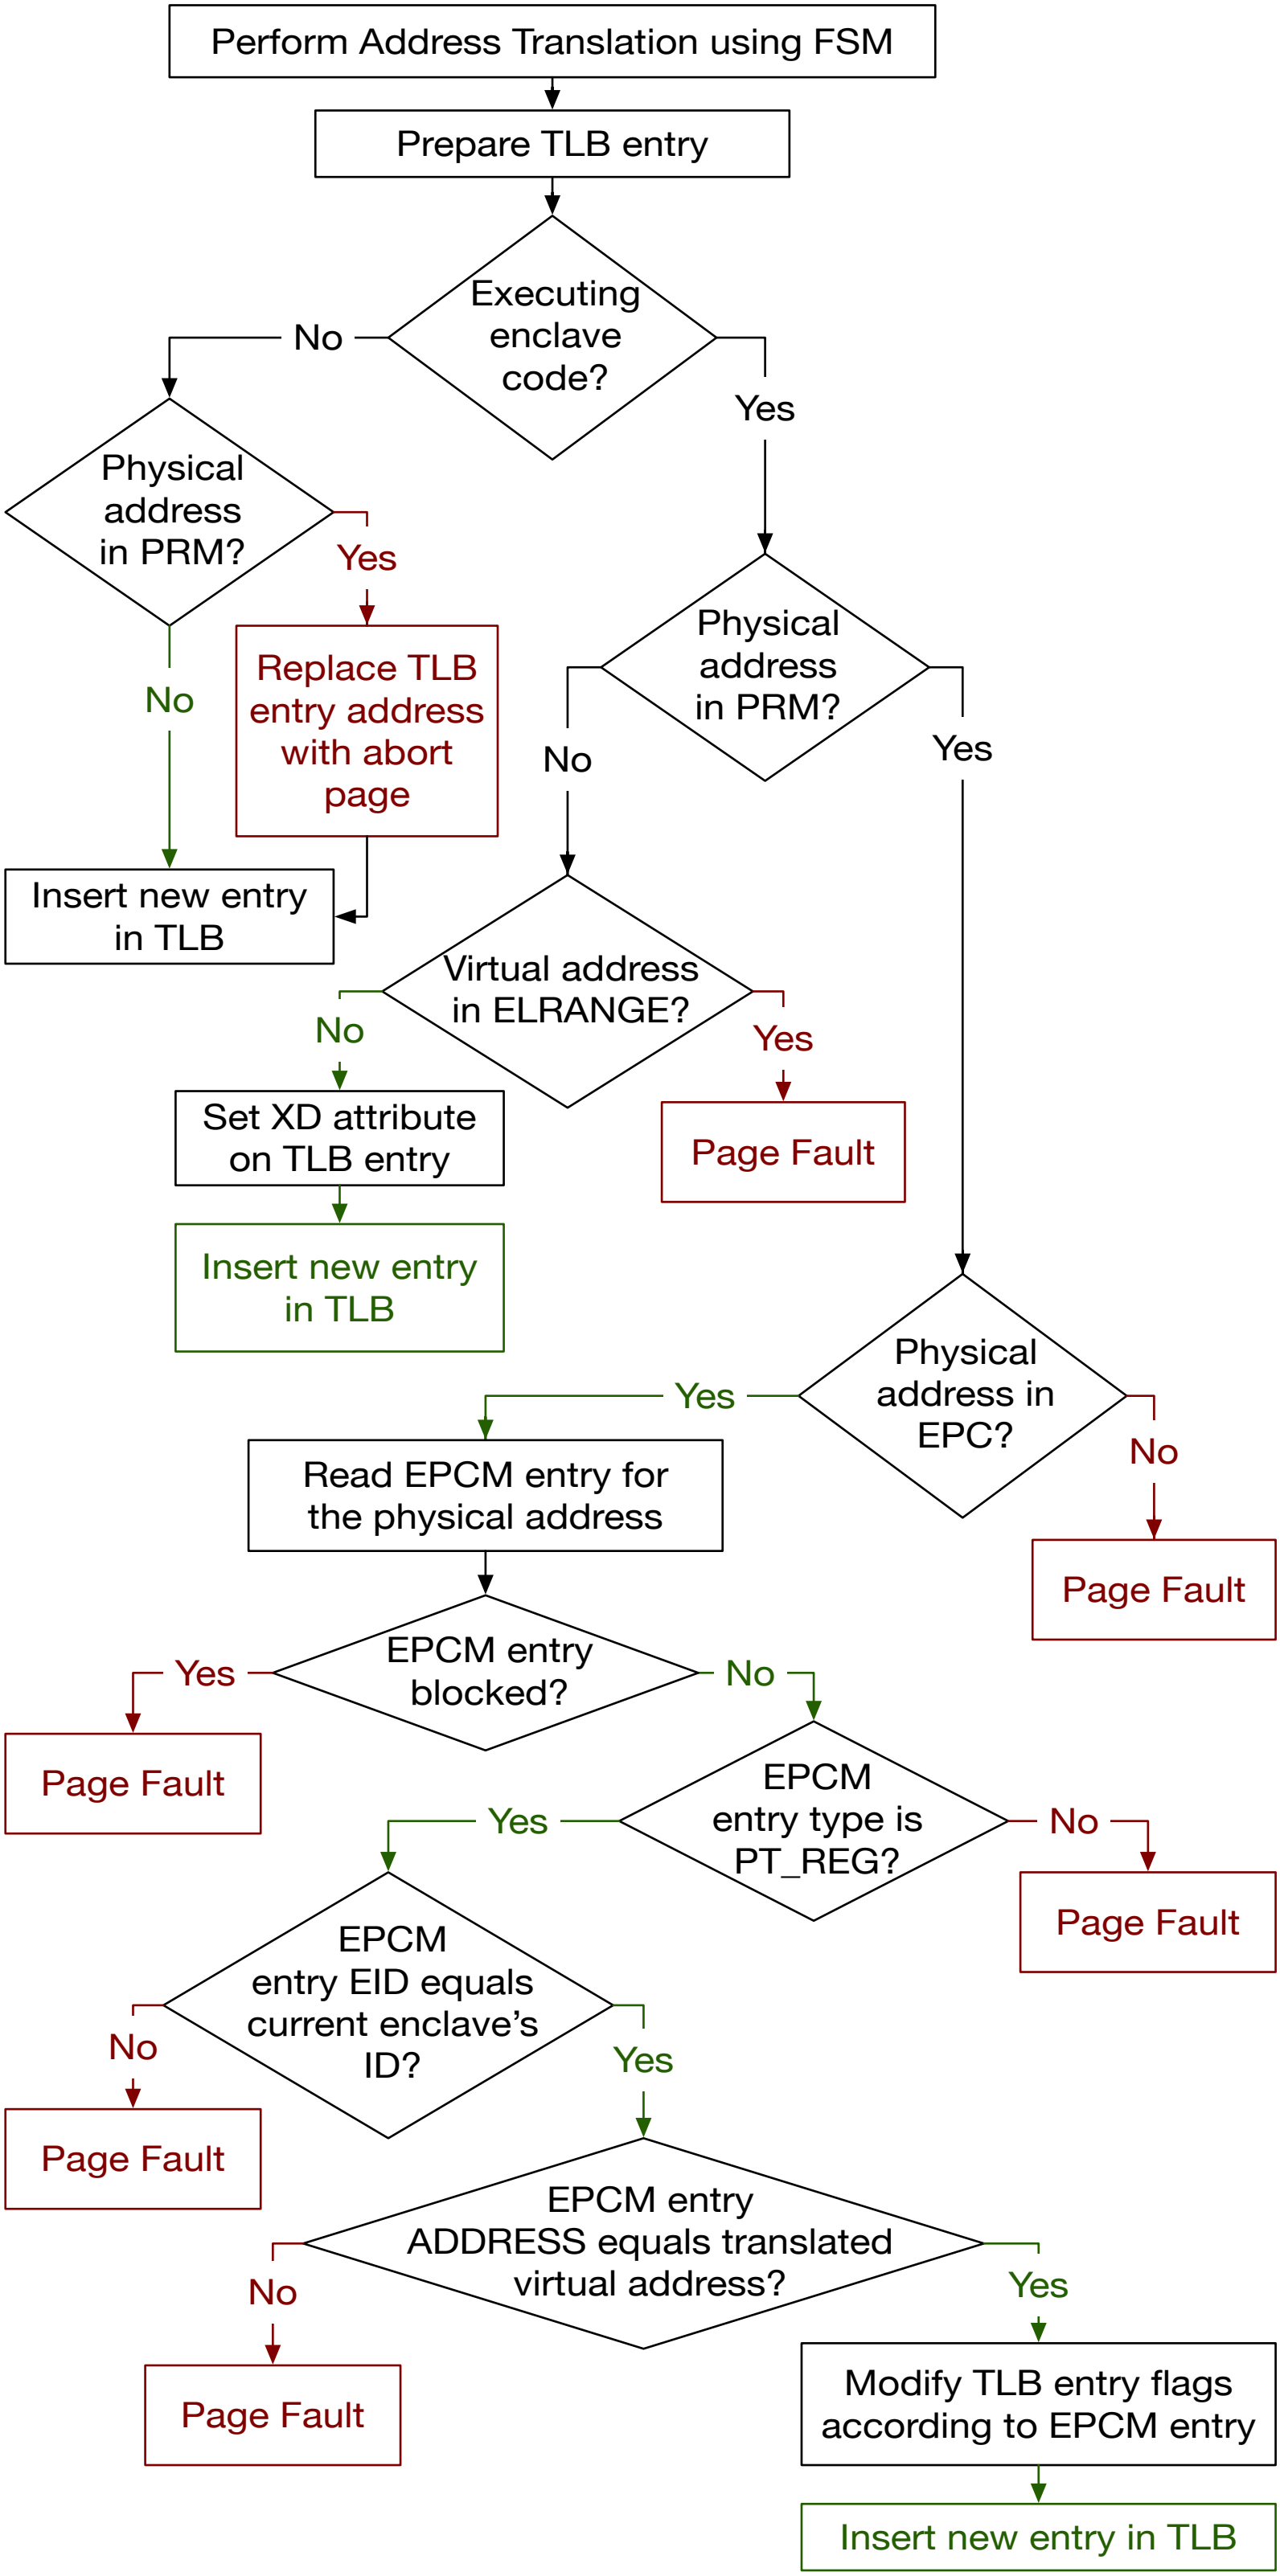 Perform Address Translation using FSM
Prepare TLB entry
Executing
enclave
code?
No
Yes
Physical
address
in PRM?
Yes
No
Replace TLB
entry address
with abort
page
Insert new entry
in TLB
Physical
address
in PRM?
No
Yes
Virtual address
in ELRANGE?
No
Yes
Set XD attribute
on TLB entry
Page Fault
Insert new entry
in TLB
Physical
address in
EPC?
Yes
No
Read EPCM entry for
the physical address
Page Fault
EPCM entry
blocked?
Yes
No
Page Fault
EPCM
entry type is
PT_REG?
Yes
No
Page Fault
EPCM
entry EID equals
current enclave’s
ID?
No
Yes
Page Fault
EPCM entry
ADDRESS equals translated
virtual address?
No
Yes
Page Fault
Modify TLB entry flags
according to EPCM entry
Insert new entry in TLB